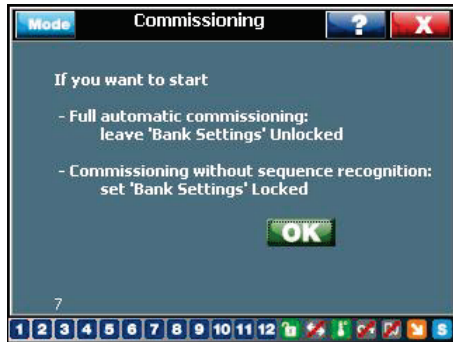 Mode Commissioning ? X
If you want to start
- Full automatic commissioning:
leave 'Bank Settings' Unlocked
- Commissioning without sequence recognition:
set 'Bank Settings' Locked
OK
7
1 2 3 4 5 6 7 8 9 10 11 12 S